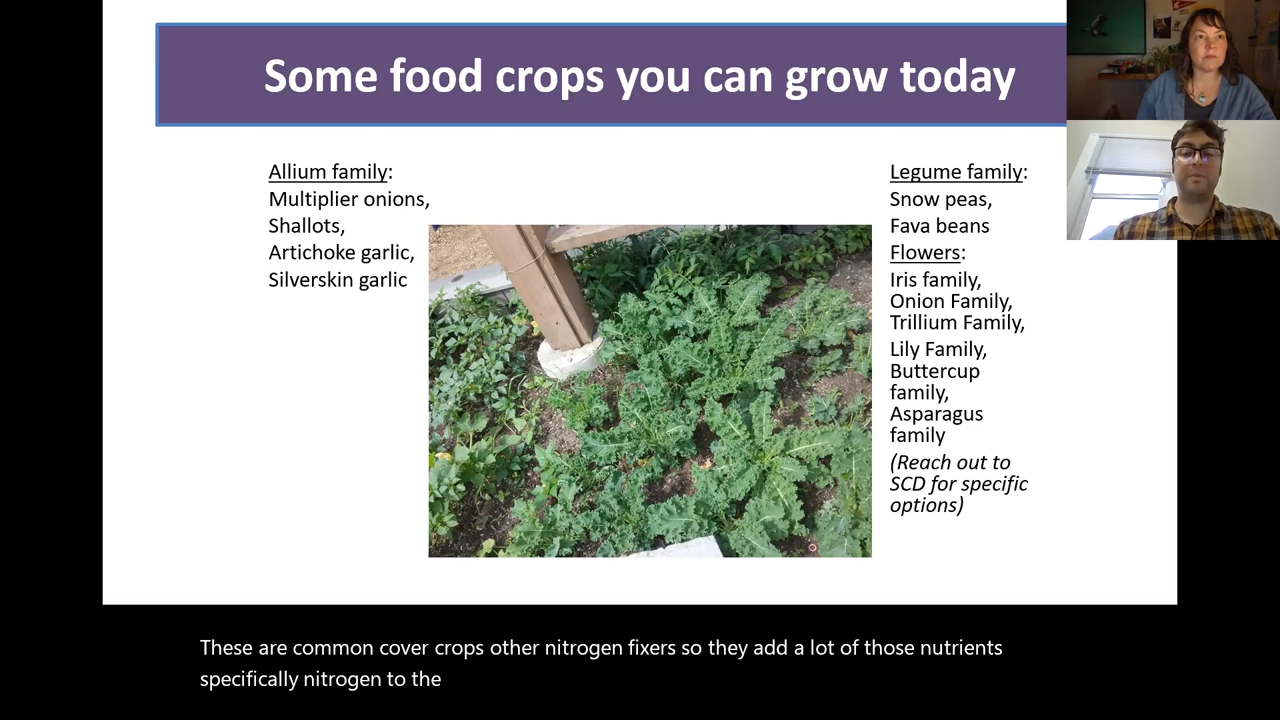 Some food crops you can grow today
Allium family:
Multiplier onions,
Shallots,
Artichoke garlic,
Silverskin garlic
Legume family:
Snow peas,
Fava beans
Flowers:
Iris family,
Onion Family,
Trillium Family,
Lily Family,
Buttercup
family,
Asparagus
family
(Reach out to
SCD for specific
options)
These are common cover crops other nitrogen fixers so they add a lot of those nutrients
specifically nitrogen to the